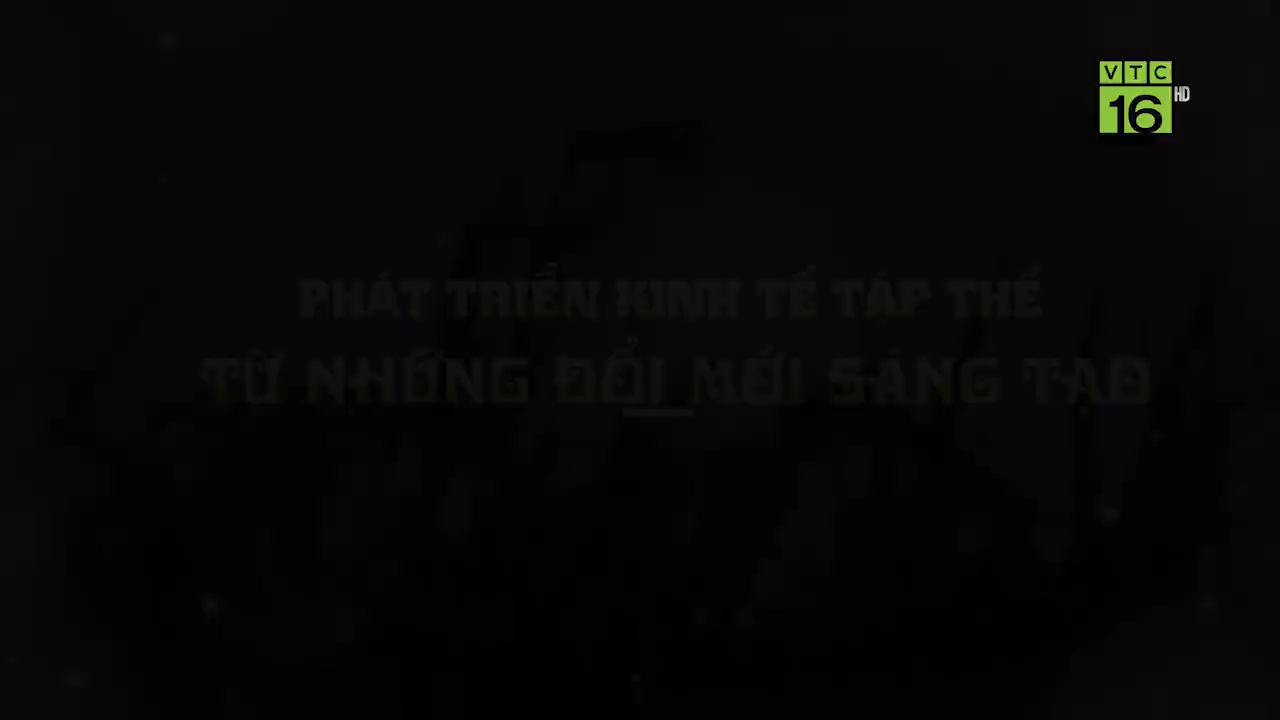 VTC
16 HD
PHÁT TRIỂN KINH TẾ TẬP THỂ
TỪ NHỮNG ĐỔI MỚI SÁNG TẠO